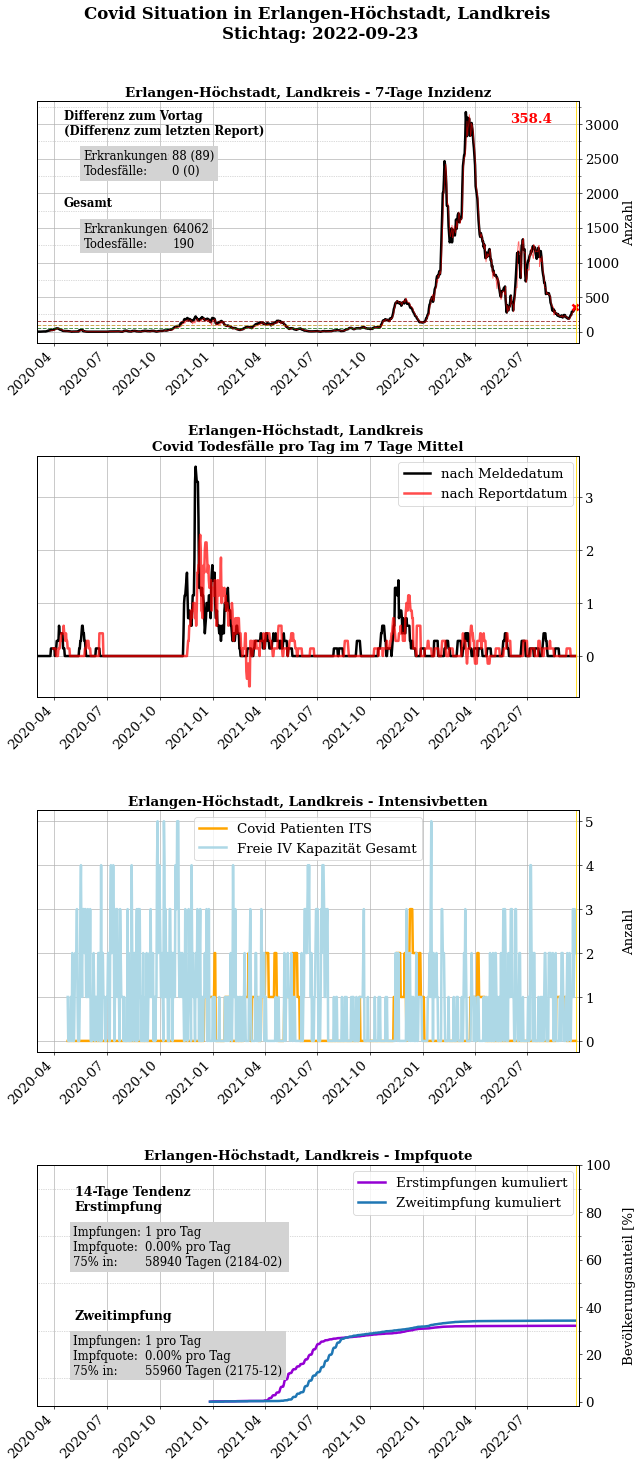 Covid Situation in Erlangen-Höchstadt, Landkreis
Stichtag: 2022-09-23
Erlangen-Höchstadt, Landkreis - 7-Tage Inzidenz
Differenz zum Vortag
(Differenz zum letzten Report)
Erkrankungen 88 (89)
Todesfälle: 0 (0)
Gesamt
Erkrankungen 64062
Todesfälle: 190
358.4
3000
2500
2000
1500
1000
500
0
Anzahl
2020-04
2020-07
2020-10
2021-01
2021-04
2021-07
2021-10
2022-01
2022-04
2022-07
Erlangen-Höchstadt, Landkreis
Covid Todesfälle pro Tag im 7 Tage Mittel
nach Meldedatum
nach Reportdatum
3
2
1
0
2020-04
2020-07
2020-10
2021-01
2021-04
2021-07
2021-10
2022-01
2022-04
2022-07
Erlangen-Höchstadt, Landkreis - Intensivbetten
Covid Patienten ITS
Freie IV Kapazität Gesamt
5
4
3
2
1
0
Anzahl
2020-04
2020-07
2020-10
2021-01
2021-04
2021-07
2021-10
2022-01
2022-04
2022-07
Erlangen-Höchstadt, Landkreis - Impfquote
14-Tage Tendenz
Erstimpfung
Impfungen: 1 pro Tag
Impfquote: 0.00% pro Tag
75% in: 58940 Tagen (2184-02)
Zweitimpfung
Impfungen: 1 pro Tag
Impfquote: 0.00% pro Tag
75% in: 55960 Tagen (2175-12)
Erstimpfungen kumuliert
Zweitimpfung kumuliert
100
80
60
40
20
0
Bevölkerungsanteil [%]
2020-04
2020-07
2020-10
2021-01
2021-04
2021-07
2021-10
2022-01
2022-04
2022-07